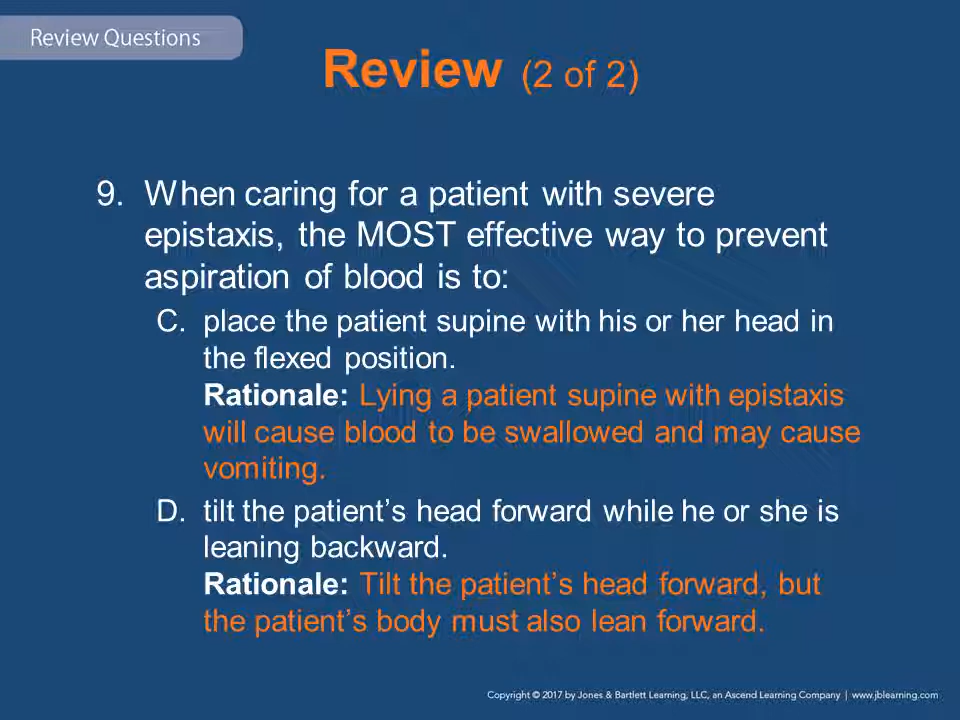 Review Questions
Review (2 of 2)
9. When caring for a patient with severe
epistaxis, the MOST effective way to prevent
aspiration of blood is to:
C. place the patient supine with his or her head in
the flexed position.
Rationale: Lying a patient supine with epistaxis
will cause blood to be swallowed and may cause
vomiting.
D. tilt the patient’s head forward while he or she is
leaning backward.
Rationale: Tilt the patient’s head forward, but
the patient’s body must also lean forward.
Copyright © 2017 by Jones & Bartlett Learning, LLC, an Ascend Learning Company | www.jblearning.com